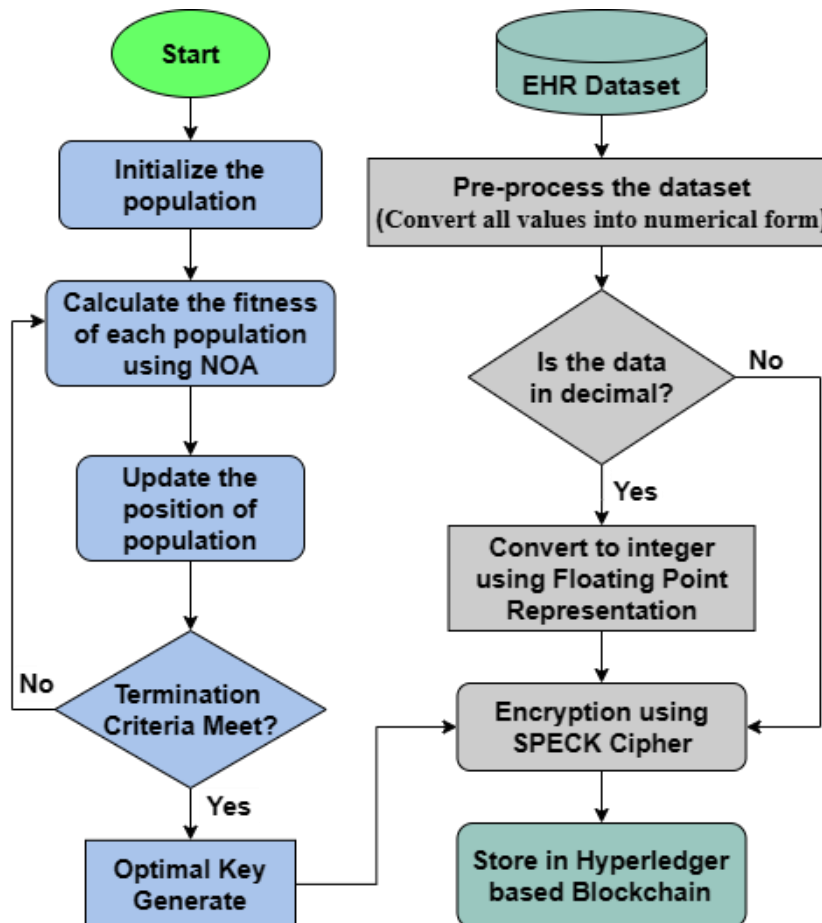 Start
Initialize the
population
Calculate the fitness
of each population
using NOA
Update the
position of
population
No
Termination
Criteria Meet?
Yes
Optimal Key
Generate
EHR Dataset
Pre-process the dataset
(Convert all values into numerical form)
Is the data
in decimal?
No
Yes
Convert to integer
using Floating Point
Representation
Encryption using
SPECK Cipher
Store in Hyperledger
based Blockchain